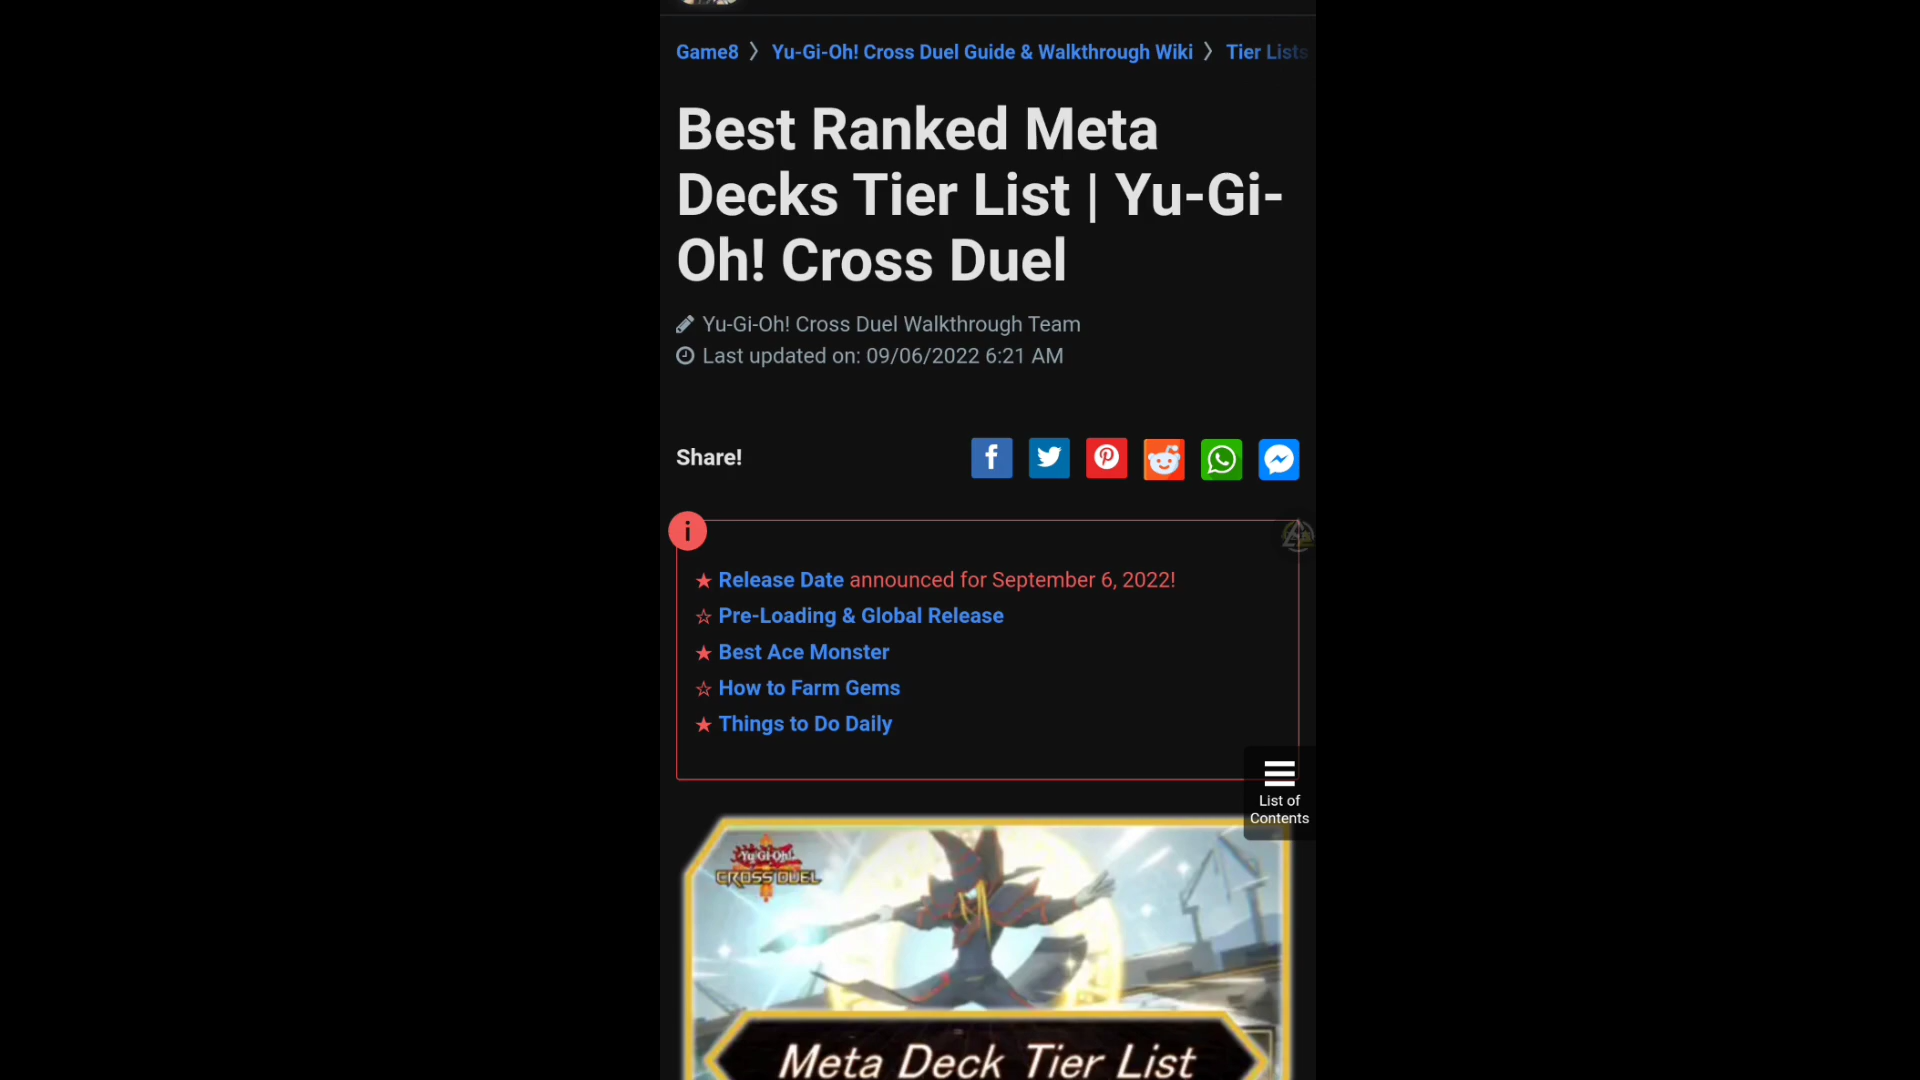 Game8 > Yu-Gi-Oh! Cross Duel Guide & Walkthrough Wiki > Tier Lists
Best Ranked Meta
Decks Tier List | Yu-Gi-
Oh! Cross Duel
Yu-Gi-Oh! Cross Duel Walkthrough Team
Last updated on: 09/06/2022 6:21 AM
Share!
★ Release Date announced for September 6, 2022!
☆ Pre-Loading & Global Release
★ Best Ace Monster
☆ How to Farm Gems
★ Things to Do Daily
List of
Contents
Yu-Gi-Oh!
CROSS DUEL
Meta Deck Tier List